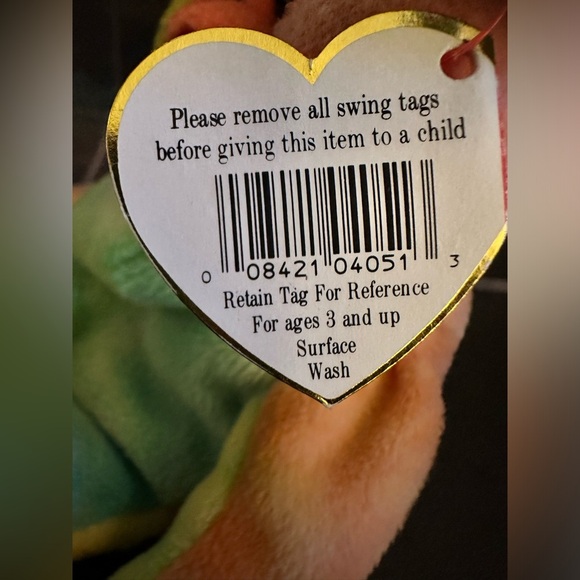 Please remove all swing tags
before giving this item to a child
0 08421 04051 3
Retain Tag For Reference
For ages 3 and up
Surface
Wash